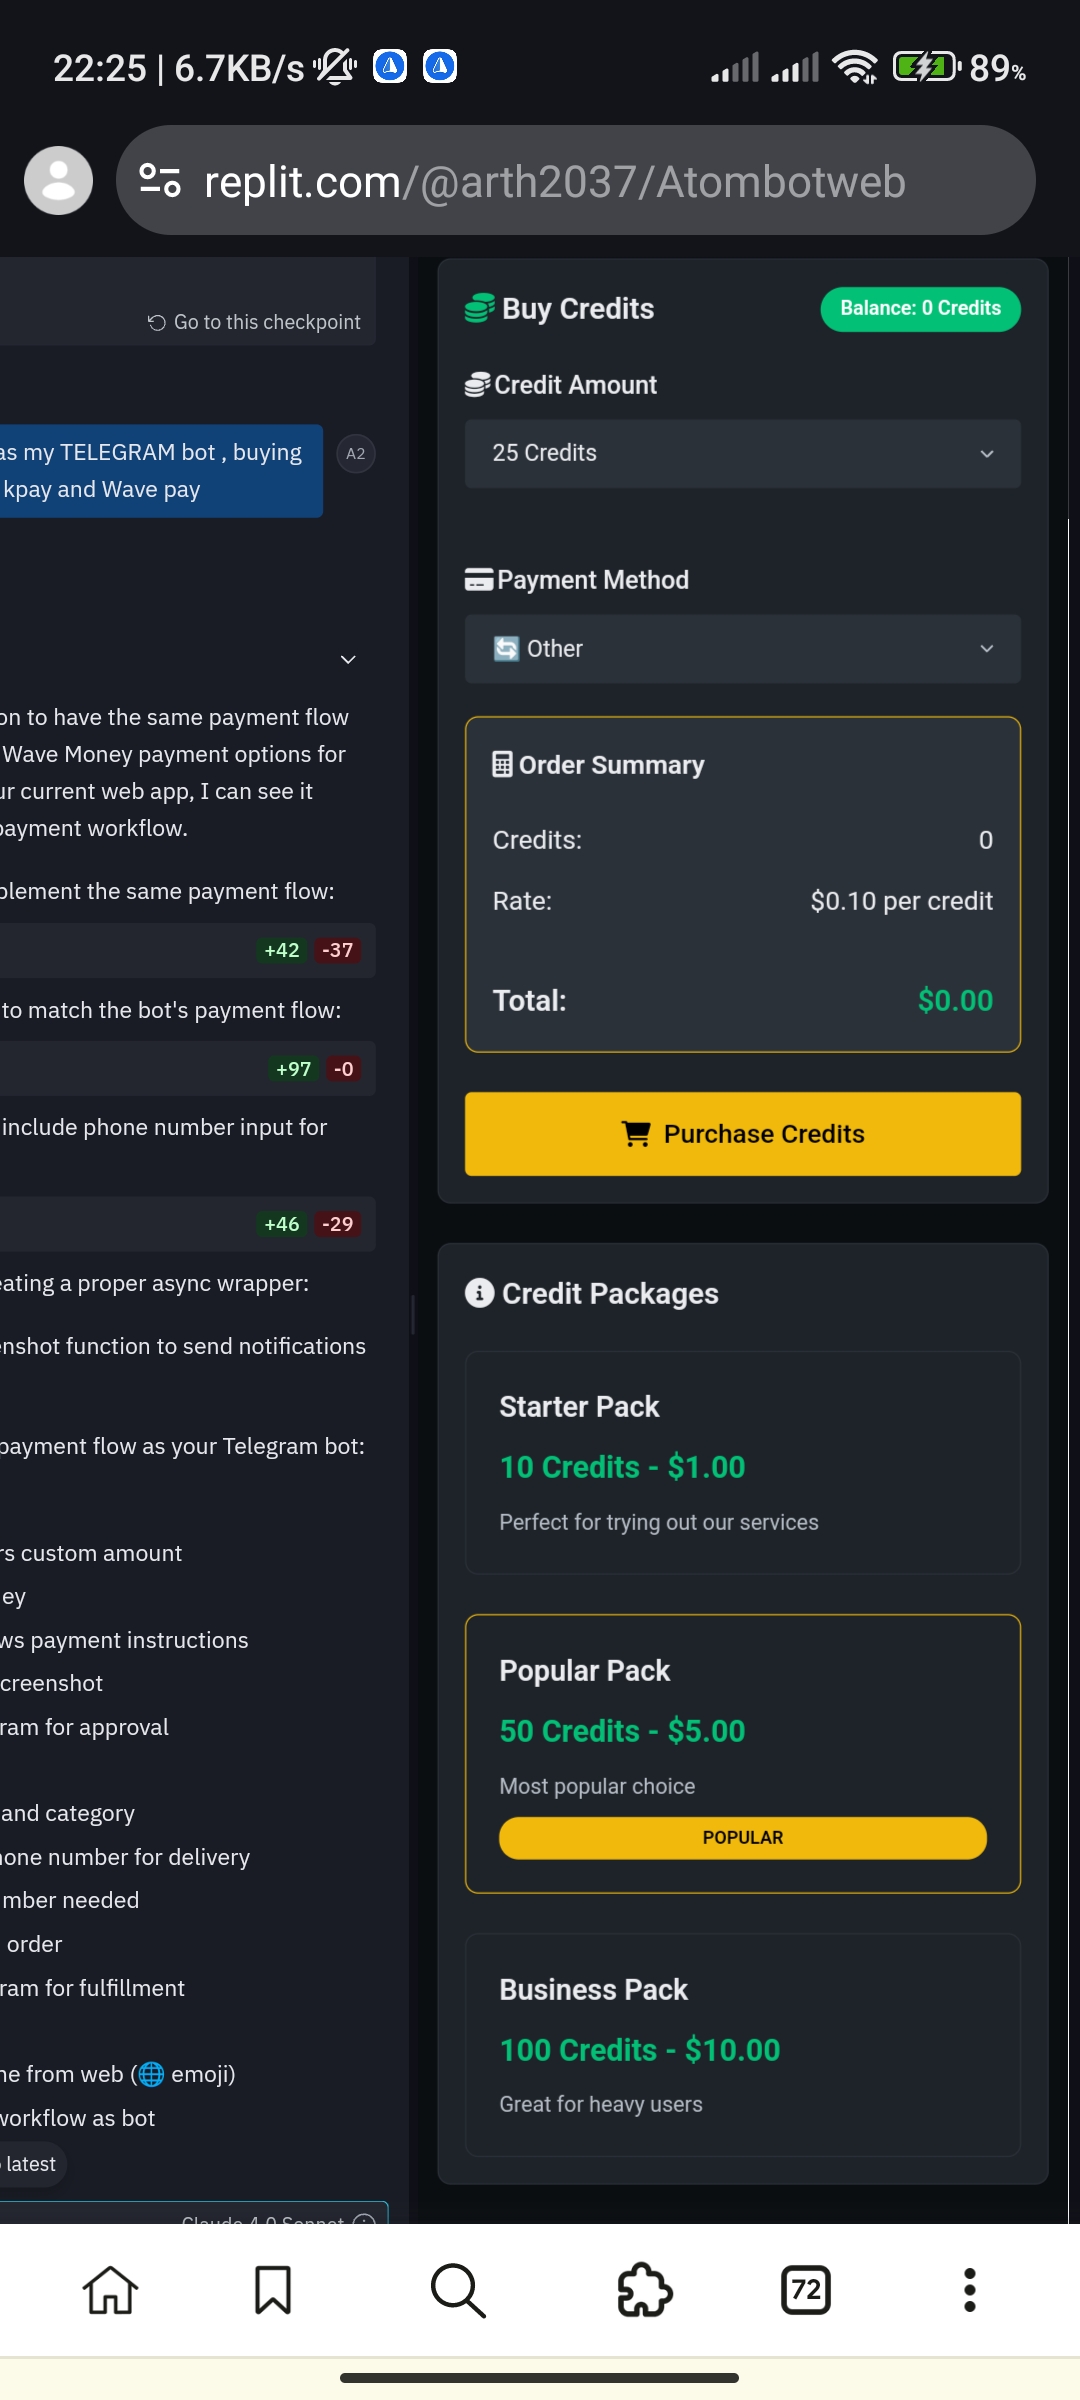 22:25 | 6.7KB/s
89%
replit.com/@arth2037/Atombotweb
Go to this checkpoint
as my TELEGRAM bot , buying
kpay and Wave pay
A2
on to have the same payment flow
Wave Money payment options for
ur current web app, I can see it
payment workflow.
plement the same payment flow:
+42 -37
to match the bot's payment flow:
+97 -0
include phone number input for
+46 -29
eating a proper async wrapper:
enshot function to send notifications
payment flow as your Telegram bot:
rs custom amount
ey
ws payment instructions
creenshot
ram for approval
and category
hone number for delivery
mber needed
order
ram for fulfillment
ne from web (🌐 emoji)
workflow as bot
latest
Claude 4.0 Sonnet
Buy Credits
Balance: 0 Credits
Credit Amount
25 Credits
Payment Method
Other
Order Summary
Credits: 0
Rate: $0.10 per credit
Total: $0.00
Purchase Credits
Credit Packages
Starter Pack
10 Credits - $1.00
Perfect for trying out our services
Popular Pack
50 Credits - $5.00
Most popular choice
POPULAR
Business Pack
100 Credits - $10.00
Great for heavy users
72